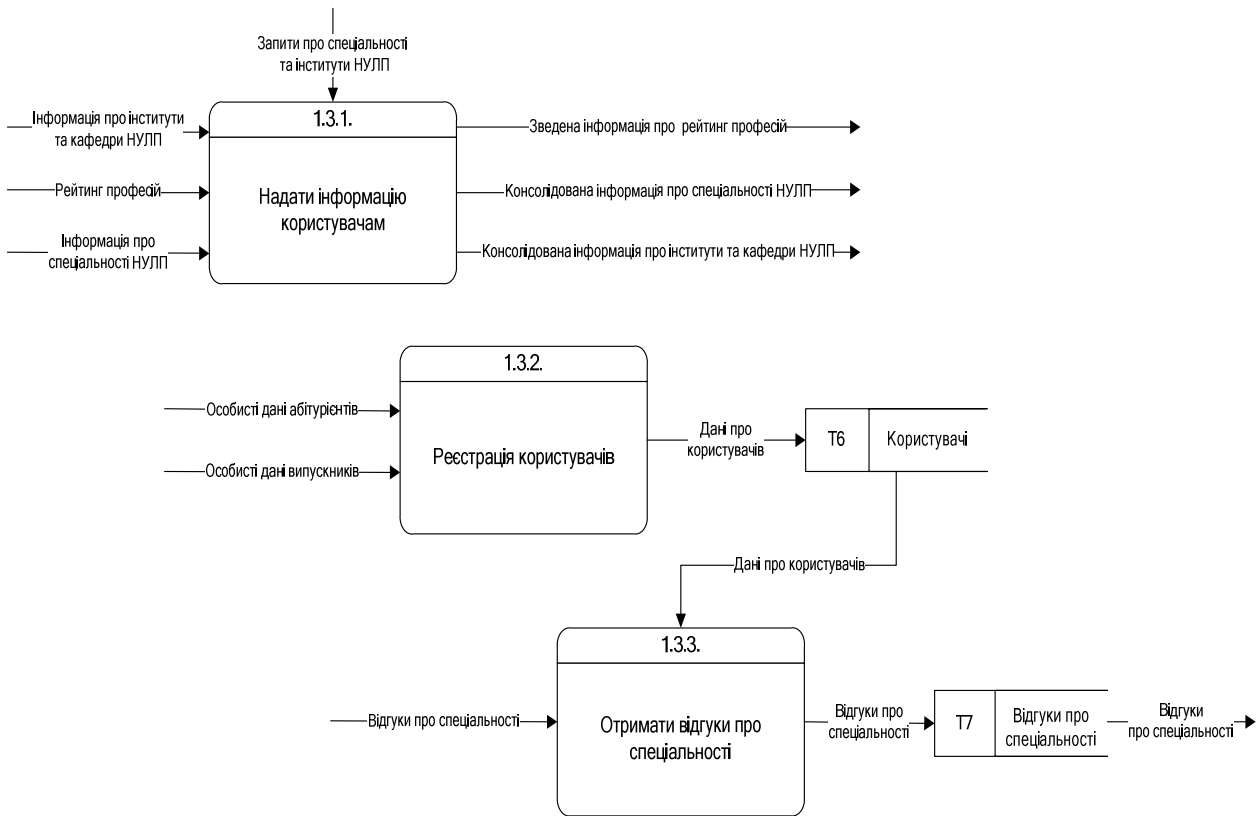 Запити про спеціальності
та інститути НУЛП
1.3.1.
Надати інформацію
користувачам
Інформація про інститути
та кафедри НУЛП
Рейтинг професій
Інформація про
спеціальності НУЛП
Зведена інформація про рейтинг професій
Консолідована інформація про спеціальності НУЛП
Консолідована інформація про інститути та кафедри НУЛП
1.3.2.
Реєстрація користувачів
Особисті дані абітурієнтів
Особисті дані випускників
Дані про
користувачів
Т6
Користувачі
Дані про користувачів
1.3.3.
Отримати відгуки про
спеціальності
Відгуки про спеціальності
Відгуки про
спеціальності
Т7
Відгуки про
спеціальності
Відгуки
про спеціальності